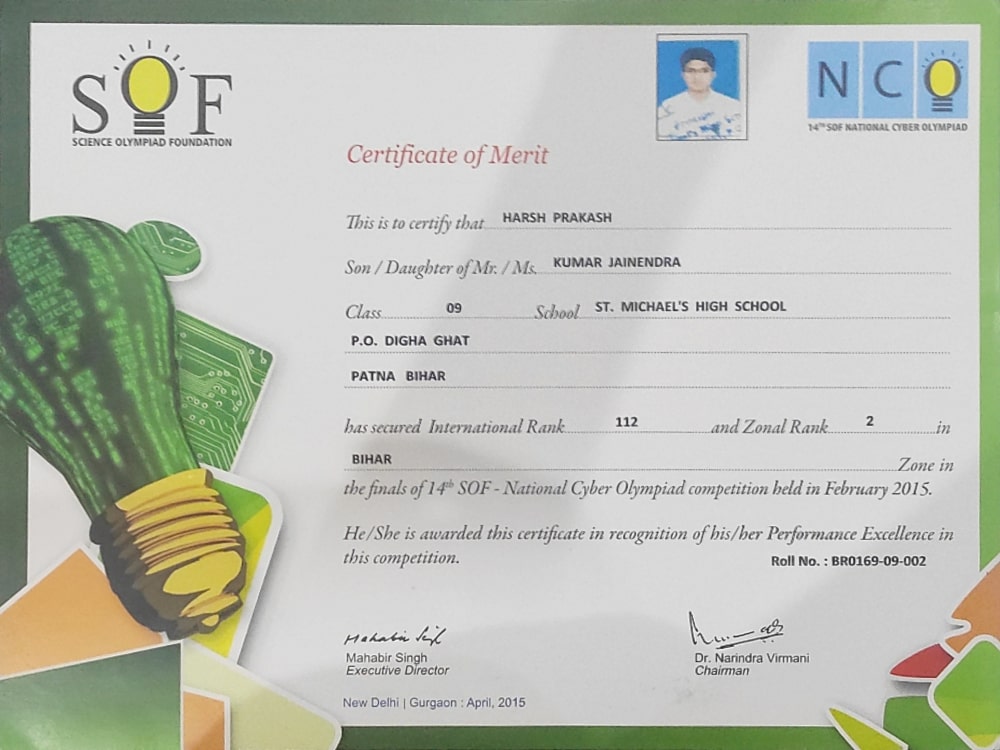 SOF
SCIENCE OLYMPIAD FOUNDATION
NCO
14th SOF NATIONAL CYBER OLYMPIAD
Certificate of Merit
This is to certify that HARSH PRAKASH
Son / Daughter of Mr. / Ms. KUMAR JAINENDRA
Class 09 School ST. MICHAEL'S HIGH SCHOOL
P.O. DIGHA GHAT
PATNA BIHAR
has secured International Rank 112 and Zonal Rank 2 in
BIHAR Zone in
the finals of 14th SOF - National Cyber Olympiad competition held in February 2015.
He/She is awarded this certificate in recognition of his/her Performance Excellence in
this competition.
Roll No. : BR0169-09-002
Mahabir Singh
Mahabir Singh
Executive Director
Dr. Narindra Virmani
Chairman
New Delhi | Gurgaon : April, 2015